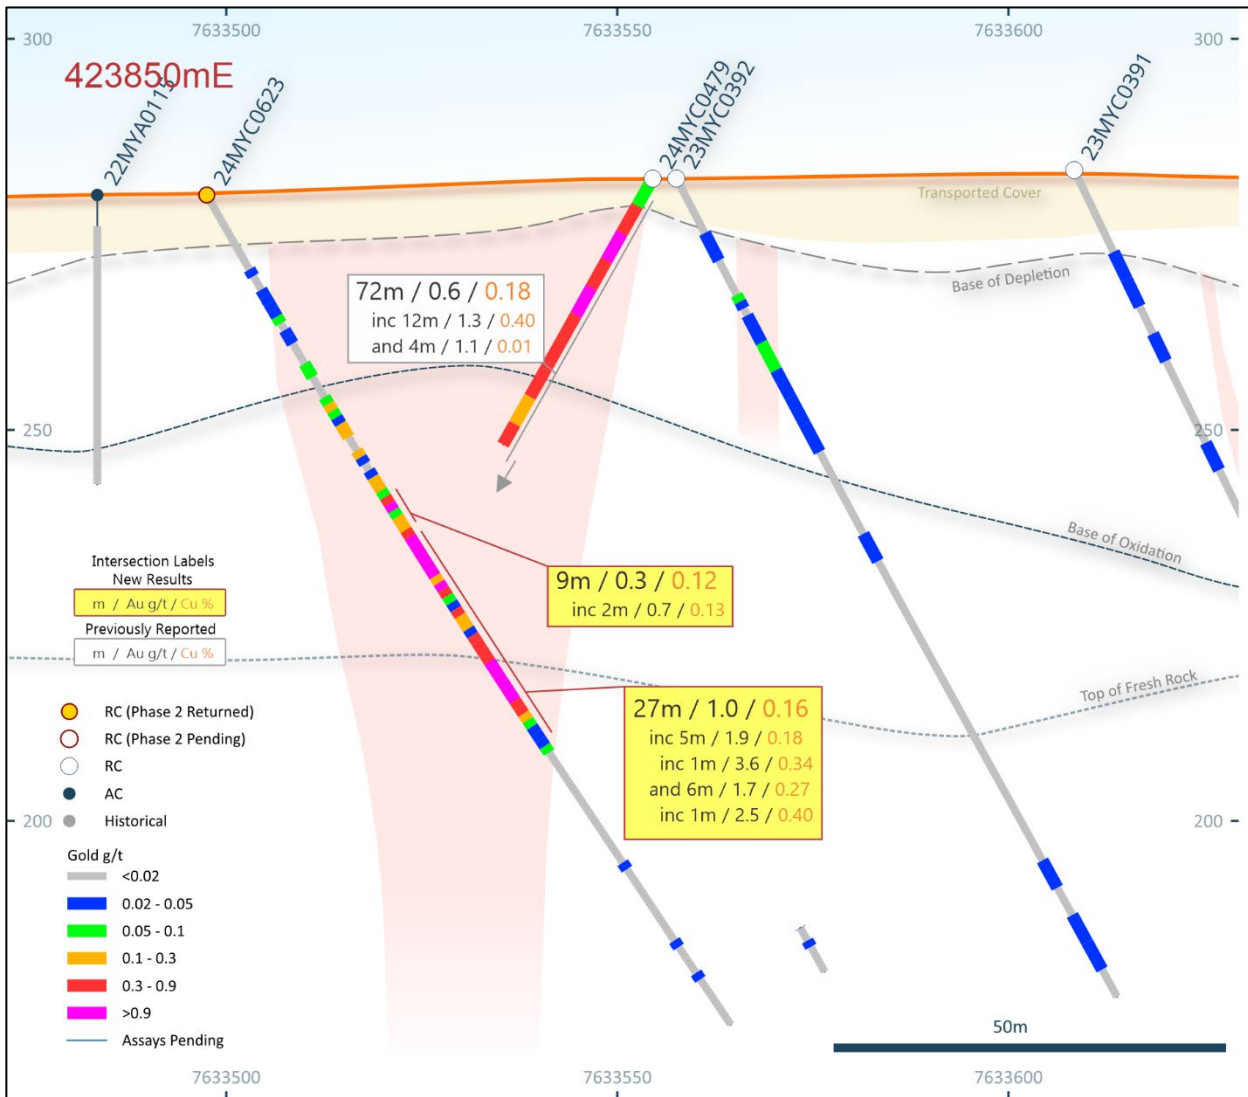 7633500
7633550
7633600
300
300
423850mE
22MYA0115
24MYC0623
24MYC0479
23MYC0392
23MYC0391
Transported Cover
Base of Depletion
72m / 0.6 / 0.18
inc 12m / 1.3 / 0.40
and 4m / 1.1 / 0.01
250
250
Base of Oxidation
Intersection Labels
New Results
m / Au g/t / Cu %
Previously Reported
m / Au g/t / Cu %
9m / 0.3 / 0.12
inc 2m / 0.7 / 0.13
Top of Fresh Rock
27m / 1.0 / 0.16
inc 5m / 1.9 / 0.18
inc 1m / 3.6 / 0.34
and 6m / 1.7 / 0.27
inc 1m / 2.5 / 0.40
RC (Phase 2 Returned)
RC (Phase 2 Pending)
RC
AC
Historical
200
200
Gold g/t
<0.02
0.02 - 0.05
0.05 - 0.1
0.1 - 0.3
0.3 - 0.9
>0.9
Assays Pending
50m
7633500
7633550
7633600